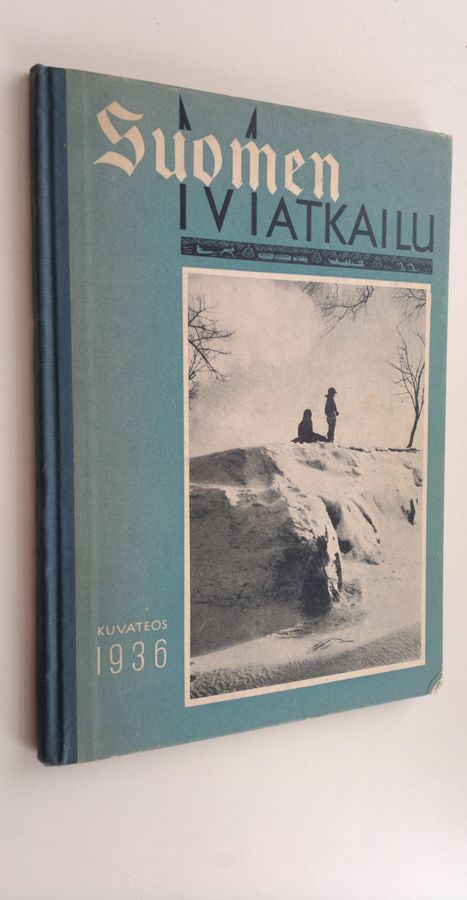 Suomen
MATKAILU
KUVATEOS
1936